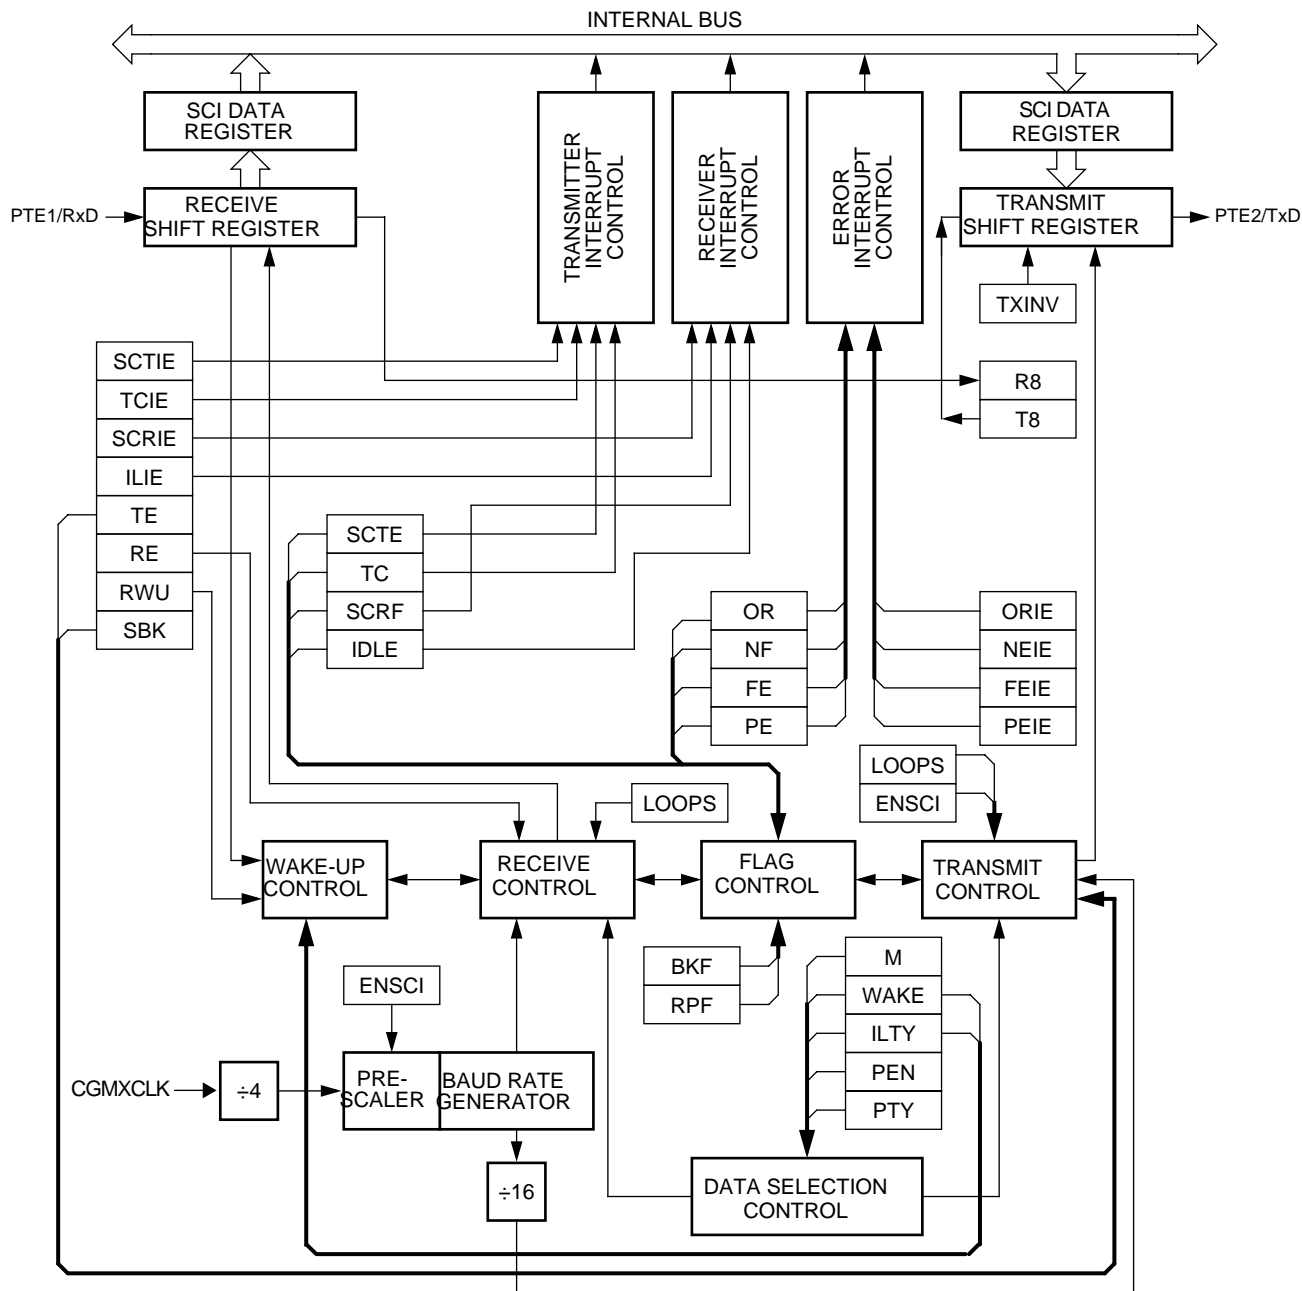 INTERNAL BUS
SCI DATA
REGISTER
TRANSMITTER
INTERRUPT
CONTROL
RECEIVER
INTERRUPT
CONTROL
ERROR
INTERRUPT
CONTROL
SCI DATA
REGISTER
PTE1/RxD
RECEIVE
SHIFT REGISTER
TRANSMIT
SHIFT REGISTER
PTE2/TxD
TXINV
SCTIE
TCIE
SCRIE
ILIE
TE
RE
RWU
SBK
R8
T8
SCTE
TC
SCRF
IDLE
OR
NF
FE
PE
ORIE
NEIE
FEIE
PEIE
LOOPS
LOOPS
ENSCI
WAKE-UP
CONTROL
RECEIVE
CONTROL
FLAG
CONTROL
TRANSMIT
CONTROL
ENSCI
BKF
RPF
M
WAKE
ILTY
PEN
PTY
CGMXCLK
÷4
PRE-
SCALER
BAUD RATE
GENERATOR
÷16
DATA SELECTION
CONTROL